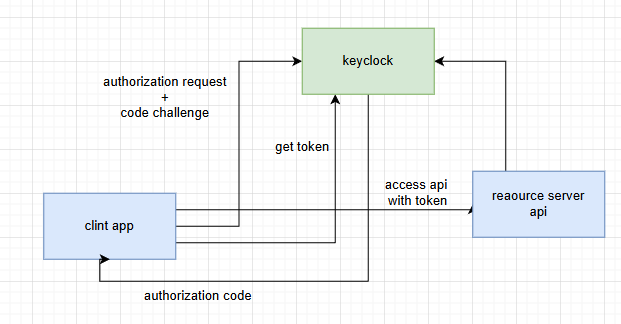 keyclock
authorization request
+
code challenge
get token
access api
with token
reaource server
api
clint app
authorization code